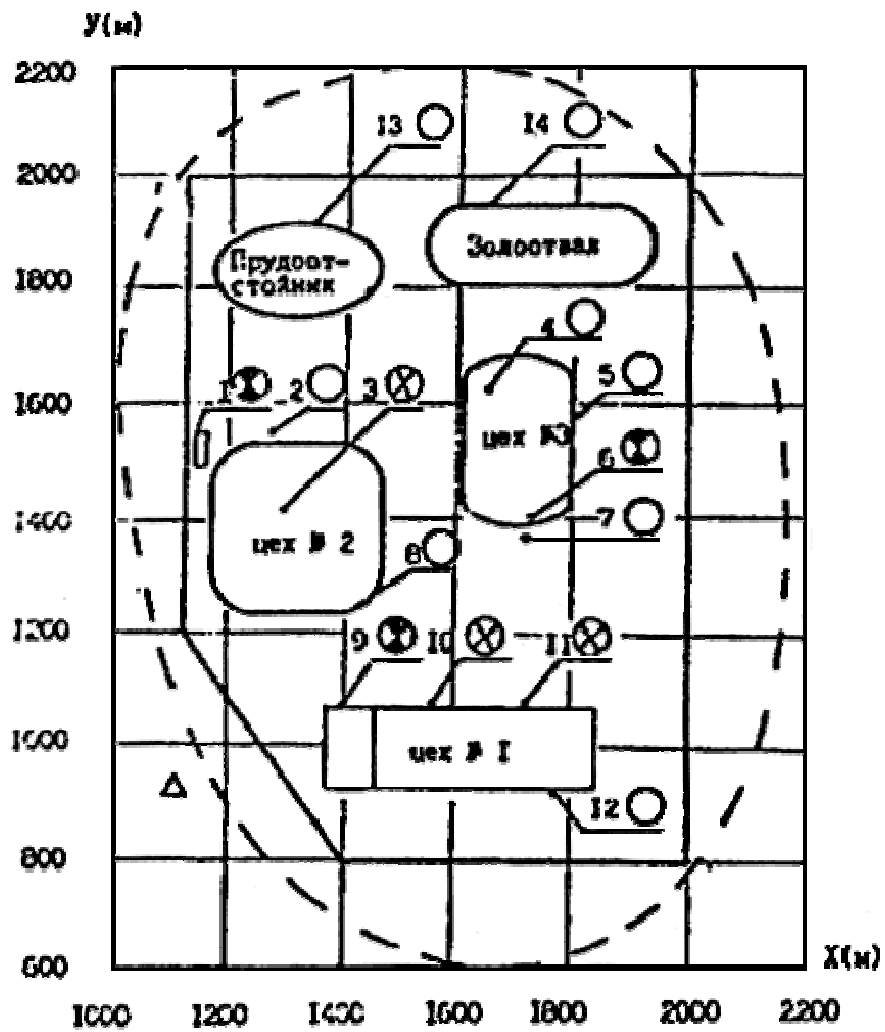 У(м)
2200
13 14
2000
Прудоот-
стойник
Золоотвал
1800
4
1 2 3 5
1600
цех №3
6
1400 7
цех № 2
8
1200
9 10 11
1000
цех № 1
12
800
600
Х(м)
1000 1200 1400 1600 1800 2000 2200